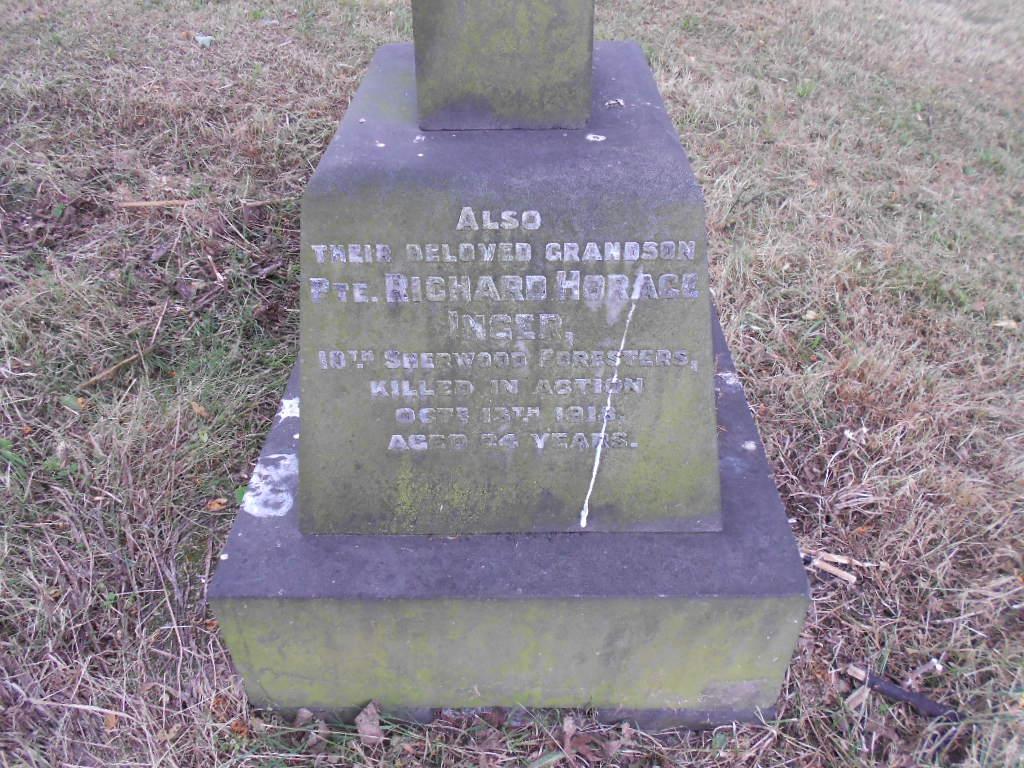 ALSO
THEIR BELOVED GRANDSON
PTE. RICHARD HORACE
INGER,
10TH SHERWOOD FORESTERS,
KILLED IN ACTION
OCTR 13TH 1918.
AGED 24 YEARS.